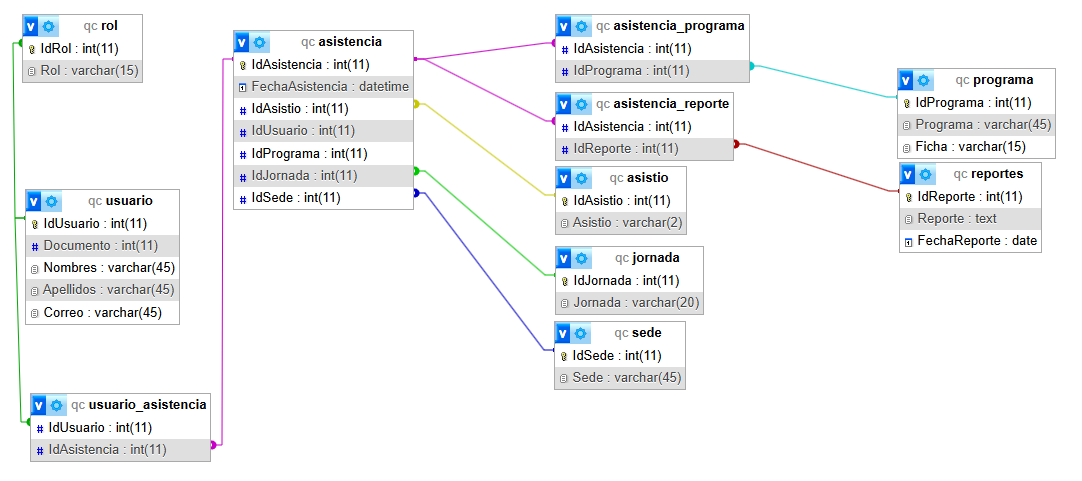 v qc rol
IdRol : int(11)
Rol : varchar(15)
v qc usuario
IdUsuario : int(11)
# Documento : int(11)
Nombres : varchar(45)
Apellidos : varchar(45)
Correo : varchar(45)
v qc usuario_asistencia
# IdUsuario : int(11)
# IdAsistencia : int(11)
v qc asistencia
IdAsistencia : int(11)
FechaAsistencia : datetime
# IdAsistio : int(11)
# IdUsuario : int(11)
# IdPrograma : int(11)
# IdJornada : int(11)
# IdSede : int(11)
v qc asistencia_programa
# IdAsistencia : int(11)
# IdPrograma : int(11)
v qc asistencia_reporte
# IdAsistencia : int(11)
# IdReporte : int(11)
v qc asistio
IdAsistio : int(11)
Asistio : varchar(2)
v qc jornada
IdJornada : int(11)
Jornada : varchar(20)
v qc sede
IdSede : int(11)
Sede : varchar(45)
v qc programa
IdPrograma : int(11)
Programa : varchar(45)
Ficha : varchar(15)
v qc reportes
IdReporte : int(11)
Reporte : text
FechaReporte : date